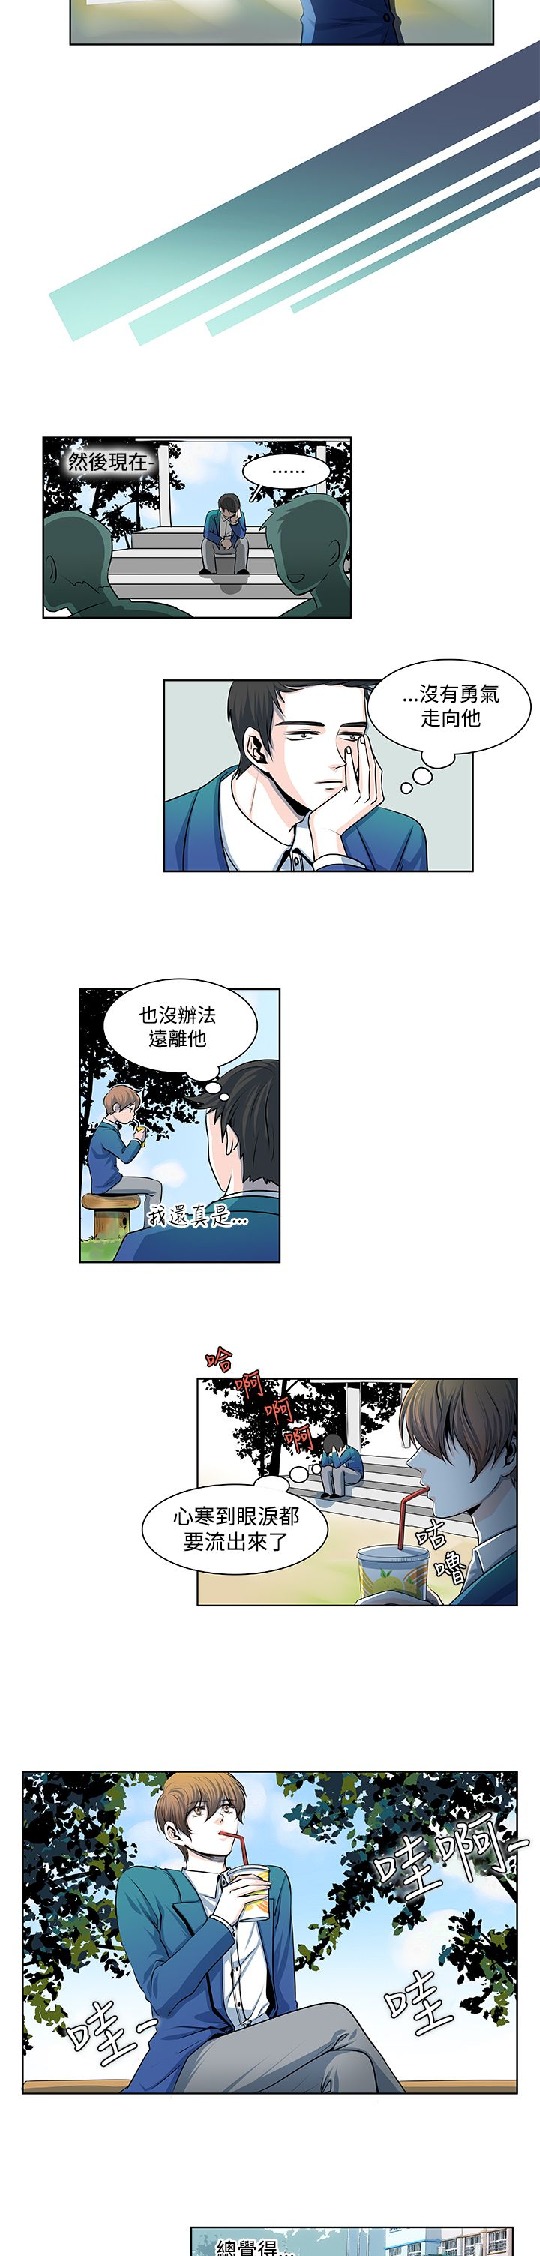 然後現在-
……
…沒有勇氣
走向他
也沒辦法
遠離他
我還真是…
哈
啊
啊
啊
心寒到眼淚都
要流出來了
咕
嚕
哇啊-
哇
哇-
總覺得…